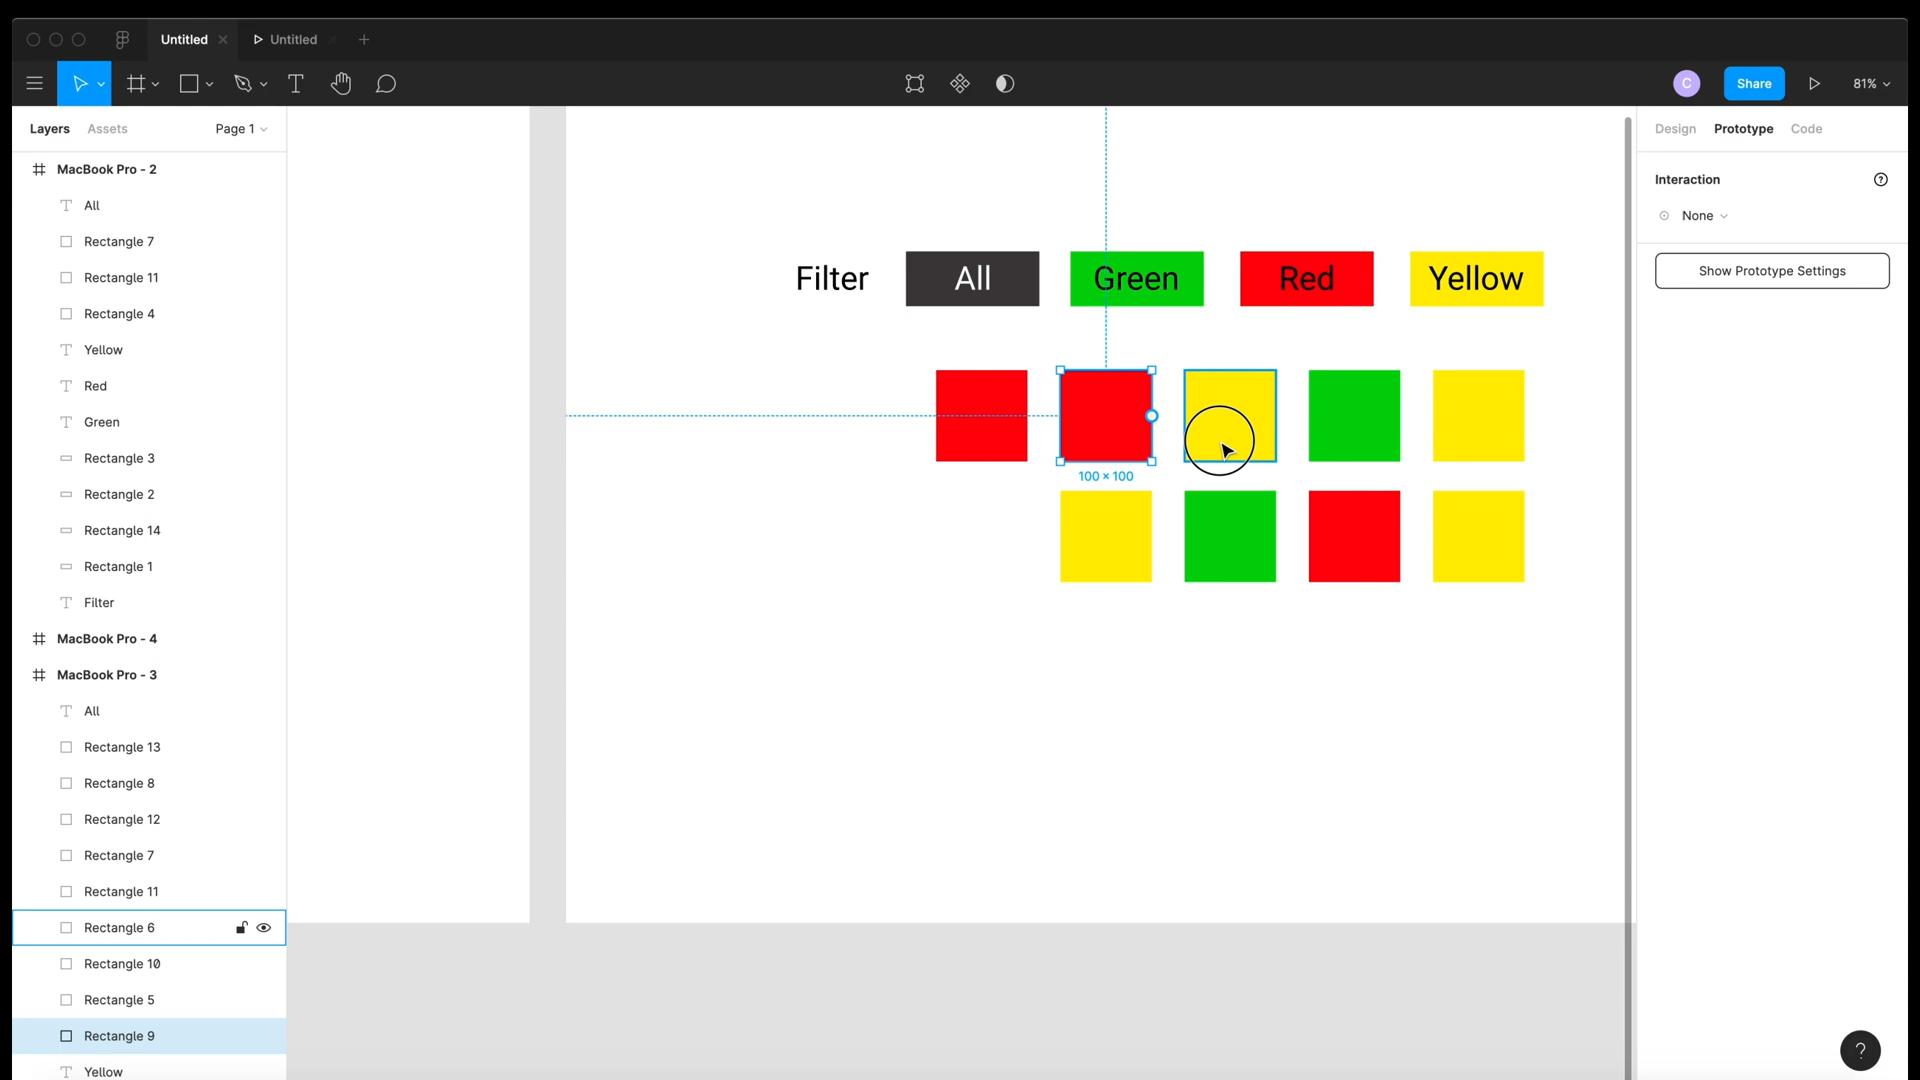 Untitled
Untitled
Share
81%
Layers
Assets
Page 1
Design
Prototype
Code
MacBook Pro - 2
All
Rectangle 7
Rectangle 11
Rectangle 4
Yellow
Red
Green
Rectangle 3
Rectangle 2
Rectangle 14
Rectangle 1
Filter
MacBook Pro - 4
MacBook Pro - 3
All
Rectangle 13
Rectangle 8
Rectangle 12
Rectangle 7
Rectangle 11
Rectangle 6
Rectangle 10
Rectangle 5
Rectangle 9
Yellow
Filter
All
Green
Red
Yellow
100 × 100
Interaction
?
None
Show Prototype Settings
C
?